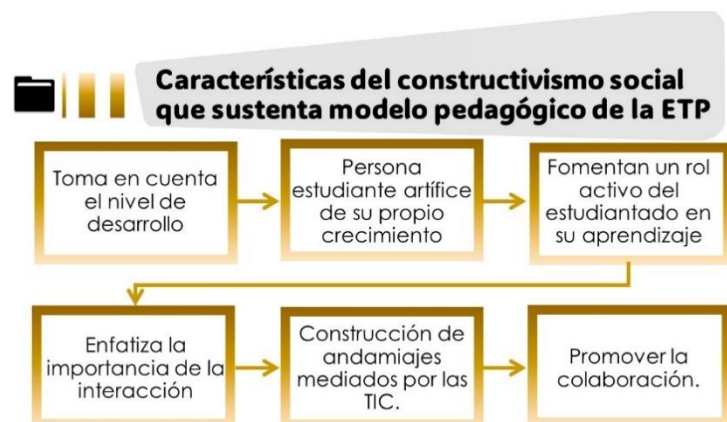 Características del constructivismo social
que sustenta modelo pedagógico de la ETP
Toma en cuenta
el nivel de
desarrollo
Persona
estudiante artífice
de su propio
crecimiento
Fomentan un rol
activo del
estudiantado en
su aprendizaje
Enfatiza la
importancia de la
interacción
Construcción de
andamiajes
mediados por las
TIC.
Promover la
colaboración.